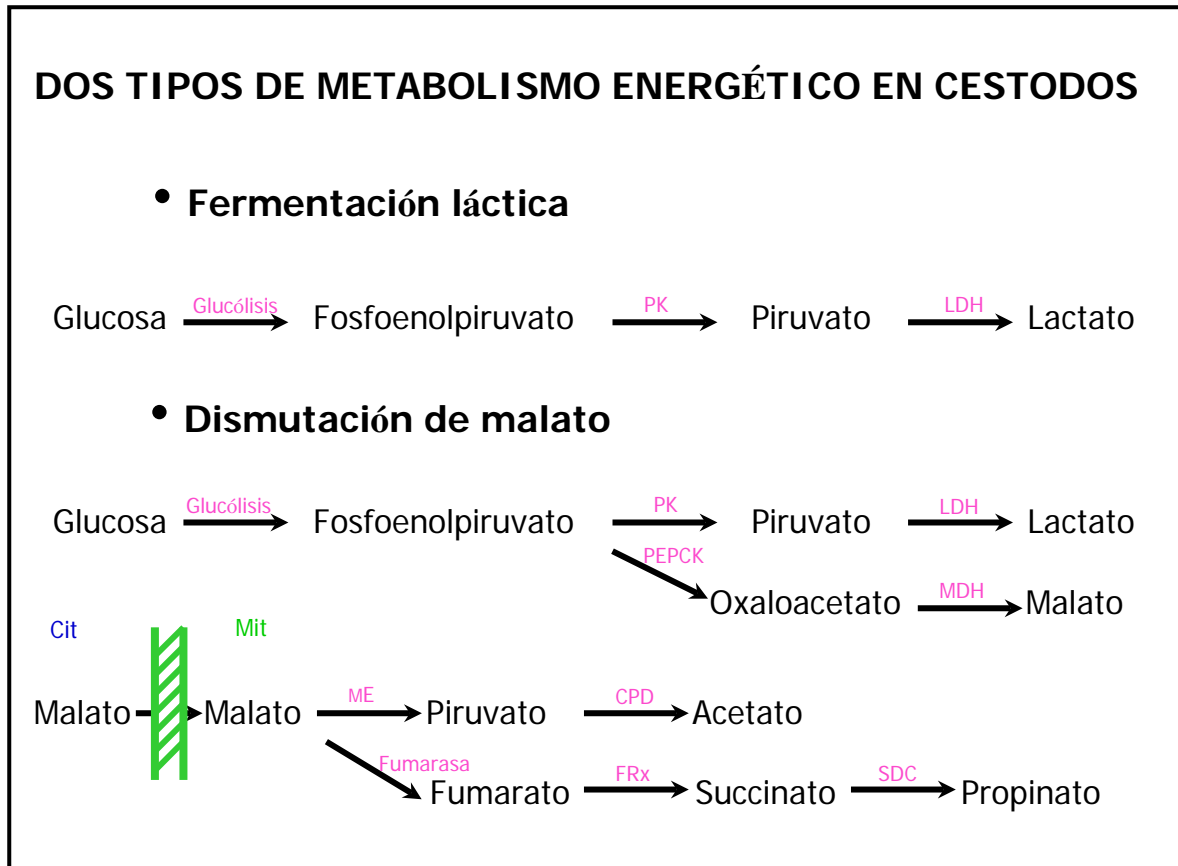 DOS TIPOS DE METABOLISMO ENERGÉTICO EN CESTODOS
• Fermentación láctica
Glucosa Glucólisis Fosfoenolpiruvato PK Piruvato LDH Lactato
• Dismutación de malato
Glucosa Glucólisis Fosfoenolpiruvato PK Piruvato LDH Lactato
PEPCK Oxaloacetato MDH Malato
Cit Mit
Malato Malato ME Piruvato CPD Acetato
Fumarasa Fumarato FRx Succinato SDC Propinato